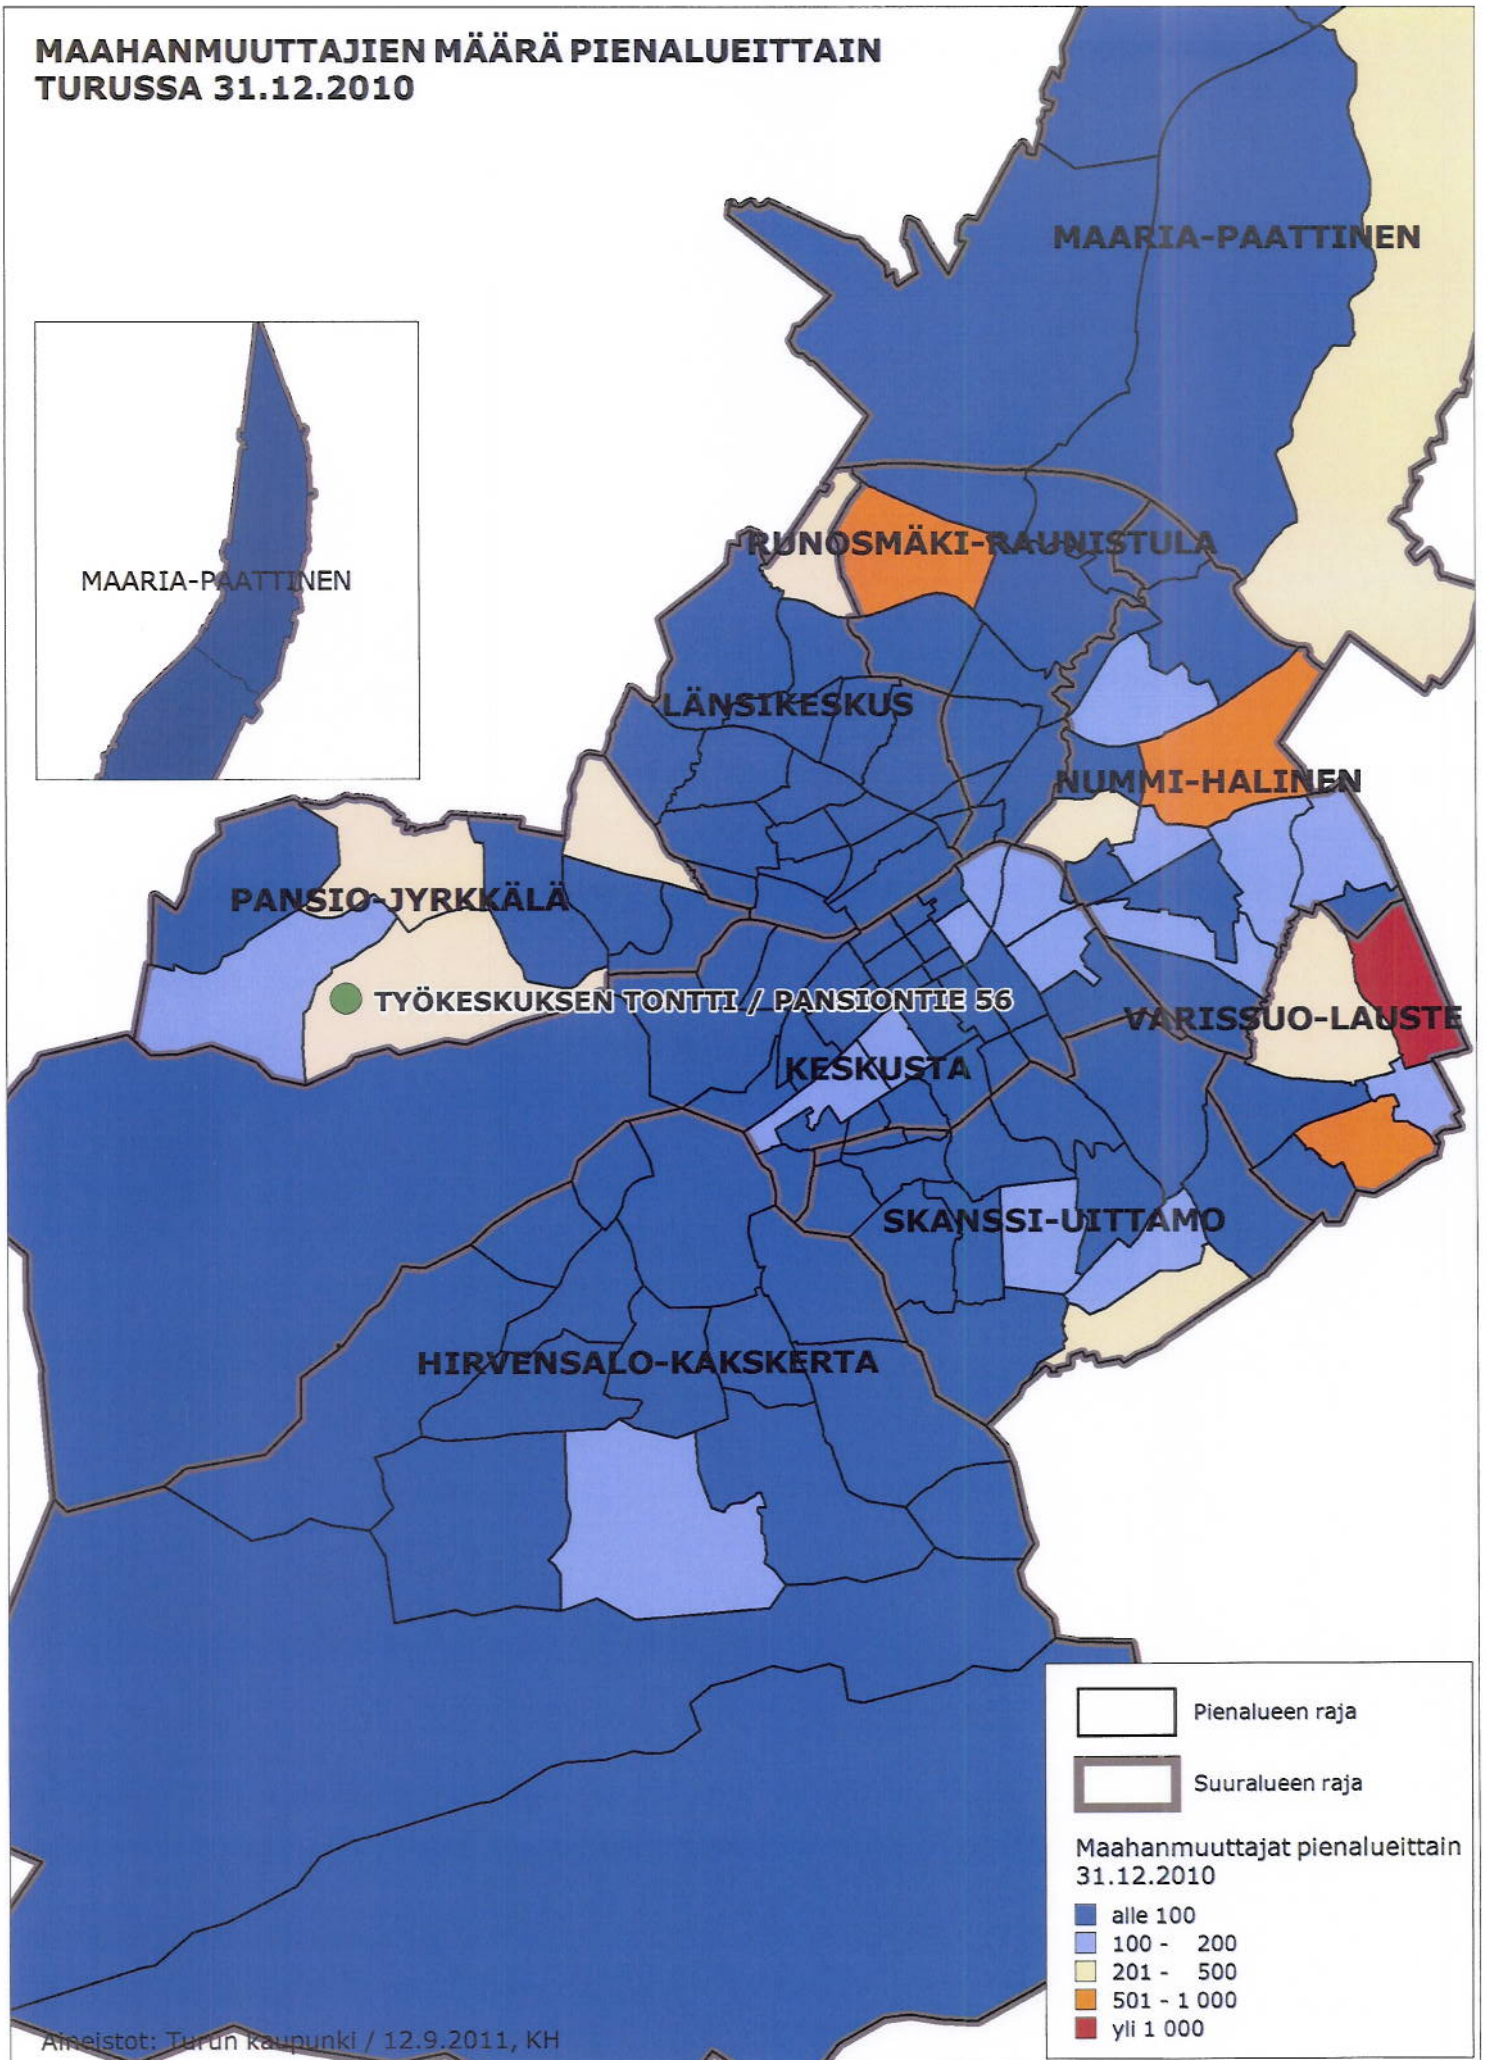 MAAHANMUUTTAJIEN MÄÄRÄ PIENALUEITTAIN
TURUSSA 31.12.2010
MAARIA-PAATTINEN
RUNOSMÄKI-RAUNISTULA
MAARIA-PAATTINEN
LÄNSIKESKUS
NUMMI-HALINEN
PANSIO-JYRKKÄLÄ
TYÖKESKUKSEN TONTTI / PANSIONTIE 56
VARISSUO-LAUSTE
KESKUSTA
SKANSSI-UITTAMO
HIRVENSALO-KAKSKERTA
Pienalueen raja
Suuralueen raja
Maahanmuuttajat pienalueittain
31.12.2010
alle 100
100 - 200
201 - 500
501 - 1 000
yli 1 000
Aineistot: Turun kaupunki / 12.9.2011, KH